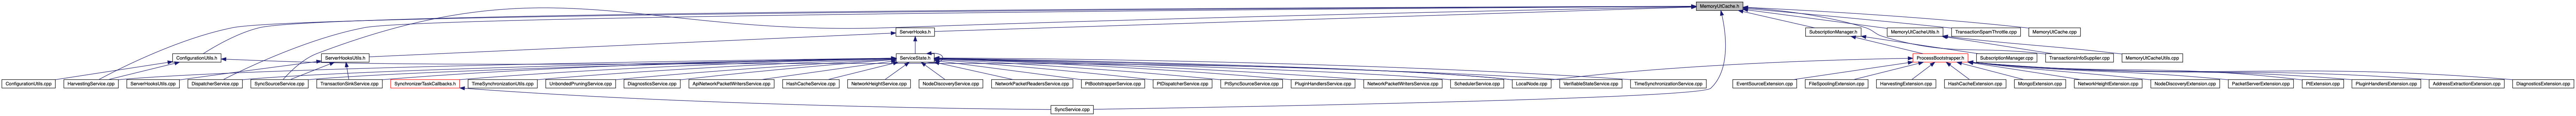 MemoryUtCache.h
ServerHooks.h
SubscriptionManager.h
MemoryUtCacheUtils.h
TransactionSpamThrottle.cpp
MemoryUtCache.cpp
ConfigurationUtils.h
ServerHooksUtils.h
ServiceState.h
ProcessBootstrapper.h
SubscriptionManager.cpp
TransactionsInfoSupplier.cpp
MemoryUtCacheUtils.cpp
ConfigurationUtils.cpp
HarvestingService.cpp
ServerHooksUtils.cpp
DispatcherService.cpp
SyncSourceService.cpp
TransactionSinkService.cpp
SynchronizerTaskCallbacks.h
TimeSynchronizationUtils.cpp
UnbondedPruningService.cpp
DiagnosticsService.cpp
ApiNodeNetworkPacketWritersService.cpp
HashCacheService.cpp
NetworkHeightService.cpp
NodeDiscoveryService.cpp
NetworkPacketReadersService.cpp
PtBootstrapperService.cpp
PtDispatcherService.cpp
PtSyncSourceService.cpp
PluginHandlersService.cpp
NetworkPacketWritersService.cpp
SchedulerService.cpp
LocalNode.cpp
VerifiableStateService.cpp
TimeSynchronizationService.cpp
EventSourceExtension.cpp
FileSpoolingExtension.cpp
HarvestingExtension.cpp
HashCacheExtension.cpp
MongoExtension.cpp
NetworkHeightExtension.cpp
NodeDiscoveryExtension.cpp
PacketServerExtension.cpp
PtExtension.cpp
PluginHandlersExtension.cpp
AddressExtractionExtension.cpp
DiagnosticsExtension.cpp
SyncService.cpp